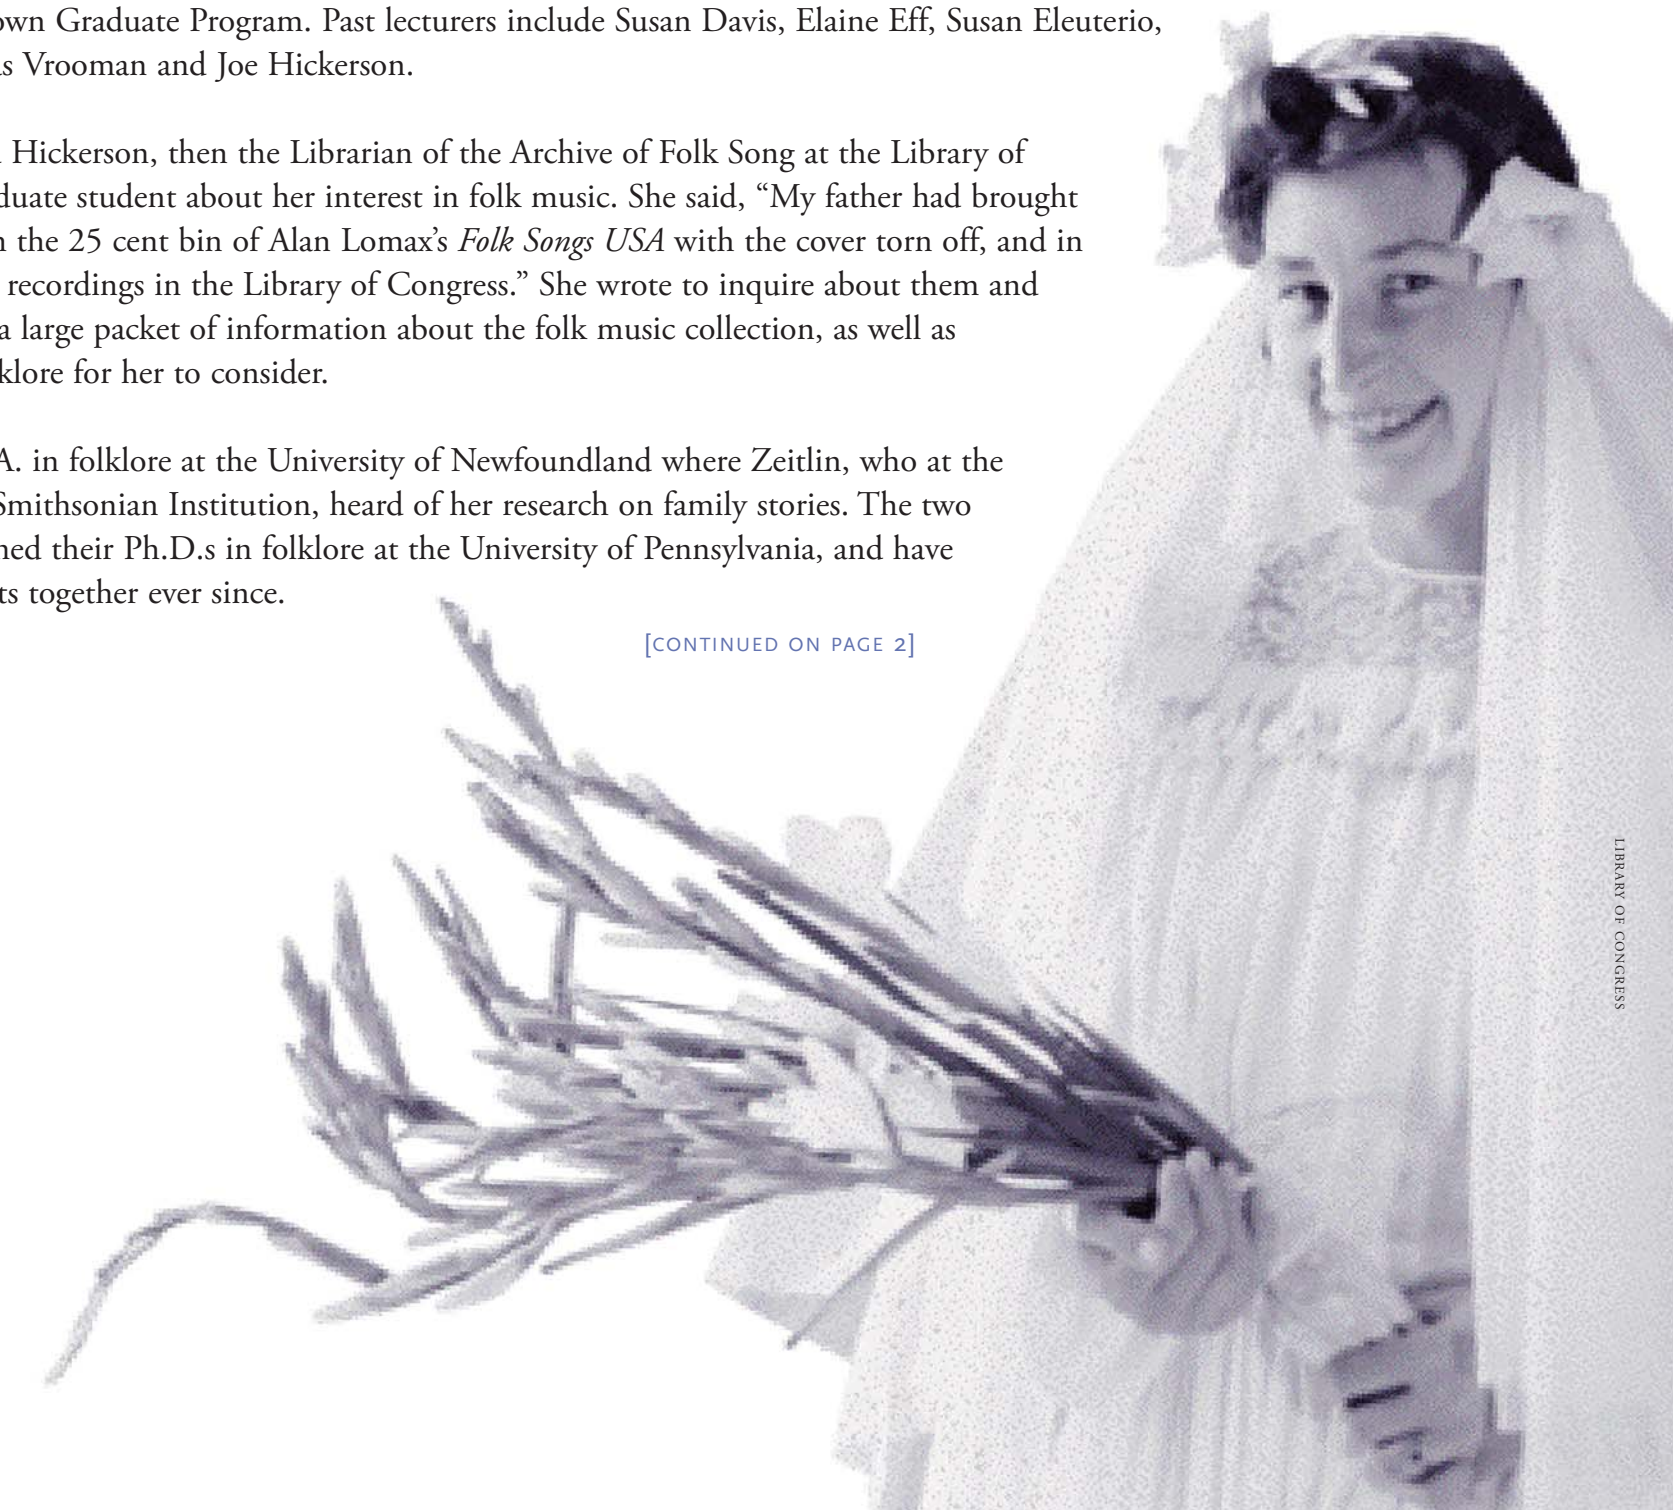 own Graduate Program. Past lecturers include Susan Davis, Elaine Eff, Susan Eleuterio,
s Vrooman and Joe Hickerson.
Hickerson, then the Librarian of the Archive of Folk Song at the Library of
duate student about her interest in folk music. She said, “My father had brought
the 25 cent bin of Alan Lomax’s Folk Songs USA with the cover torn off, and in
recordings in the Library of Congress.” She wrote to inquire about them and
a large packet of information about the folk music collection, as well as
klore for her to consider.
A. in folklore at the University of Newfoundland where Zeitlin, who at the
Smithsonian Institution, heard of her research on family stories. The two
ned their Ph.D.s in folklore at the University of Pennsylvania, and have
ts together ever since.
[CONTINUED ON PAGE 2]
LIBRARY OF CONGRESS